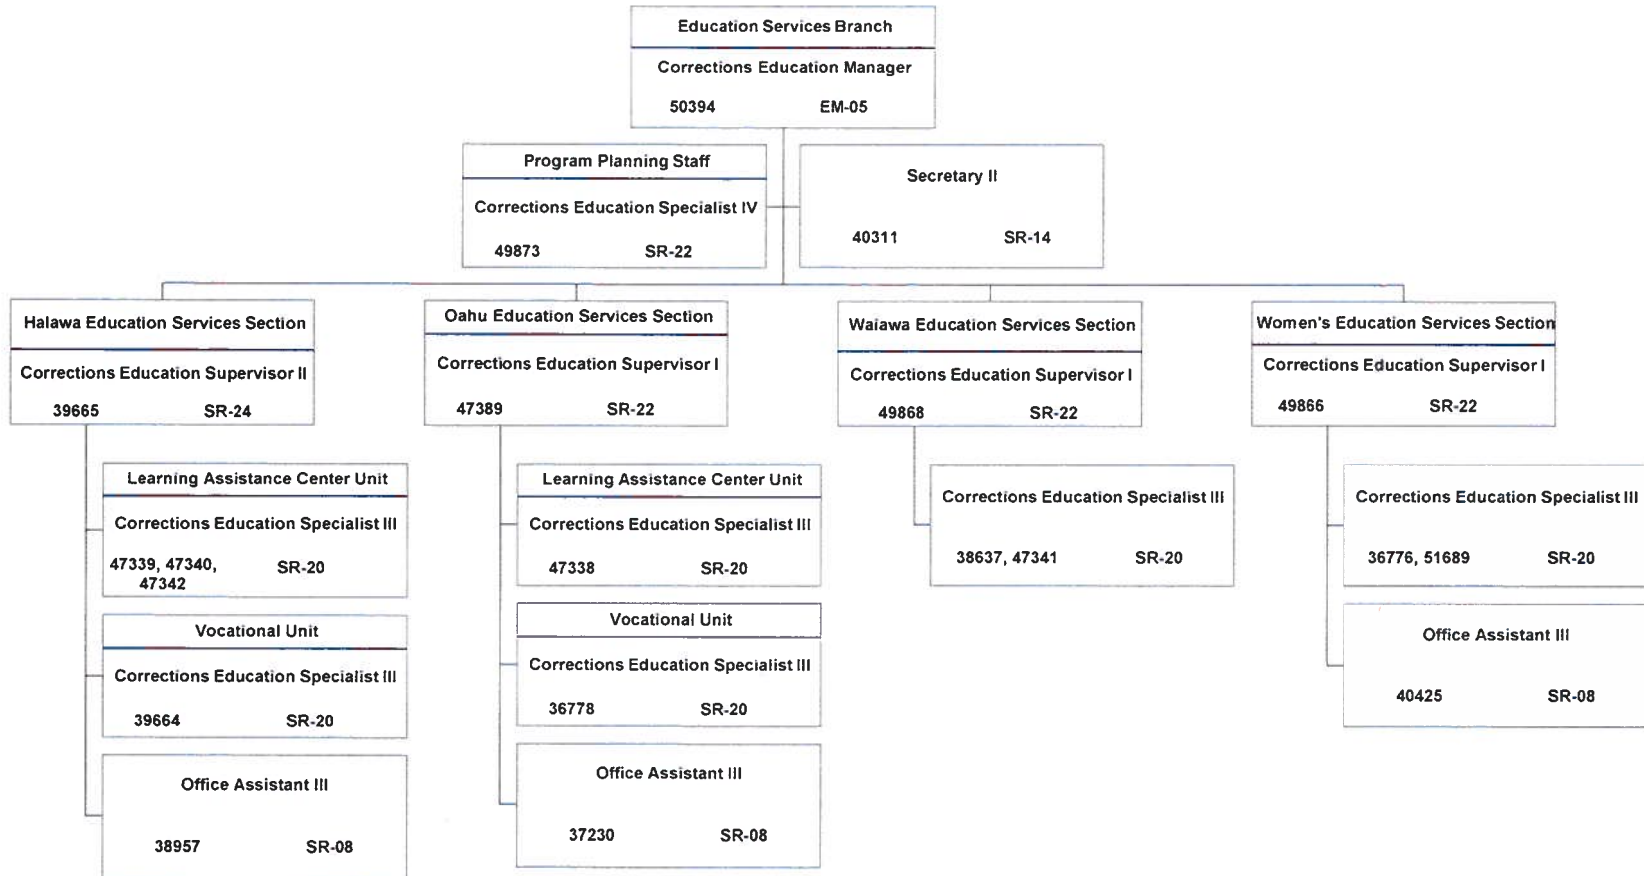 Education Services Branch
Corrections Education Manager
50394 EM-05
Program Planning Staff
Corrections Education Specialist IV
49873 SR-22
Secretary II
40311 SR-14
Halawa Education Services Section
Corrections Education Supervisor II
39665 SR-24
Learning Assistance Center Unit
Corrections Education Specialist III
47339, 47340, SR-20
47342
Vocational Unit
Corrections Education Specialist III
39664 SR-20
Office Assistant III
38957 SR-08
Oahu Education Services Section
Corrections Education Supervisor I
47389 SR-22
Learning Assistance Center Unit
Corrections Education Specialist III
47338 SR-20
Vocational Unit
Corrections Education Specialist III
36778 SR-20
Office Assistant III
37230 SR-08
Waiawa Education Services Section
Corrections Education Supervisor I
49868 SR-22
Corrections Education Specialist III
38637, 47341 SR-20
Women's Education Services Section
Corrections Education Supervisor I
49866 SR-22
Corrections Education Specialist III
36776, 51689 SR-20
Office Assistant III
40425 SR-08